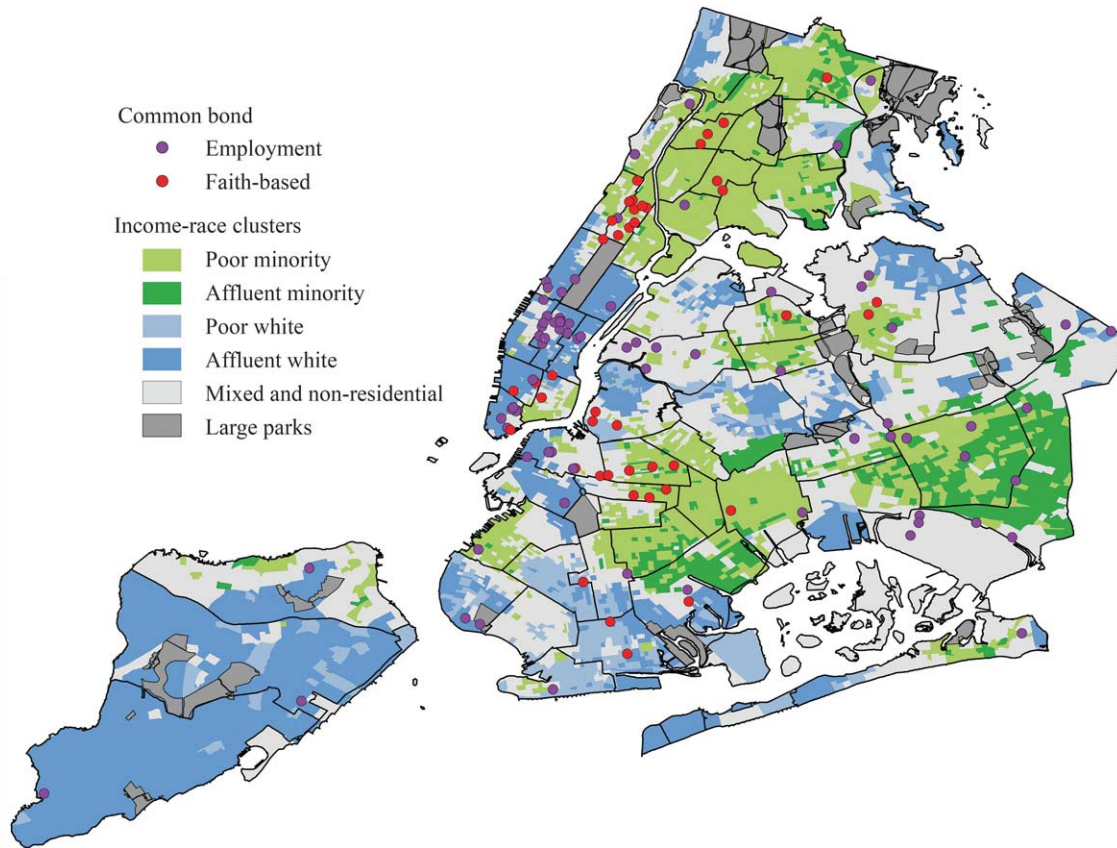 Common bond
Employment
Faith-based
Income-race clusters
Poor minority
Affluent minority
Poor white
Affluent white
Mixed and non-residential
Large parks